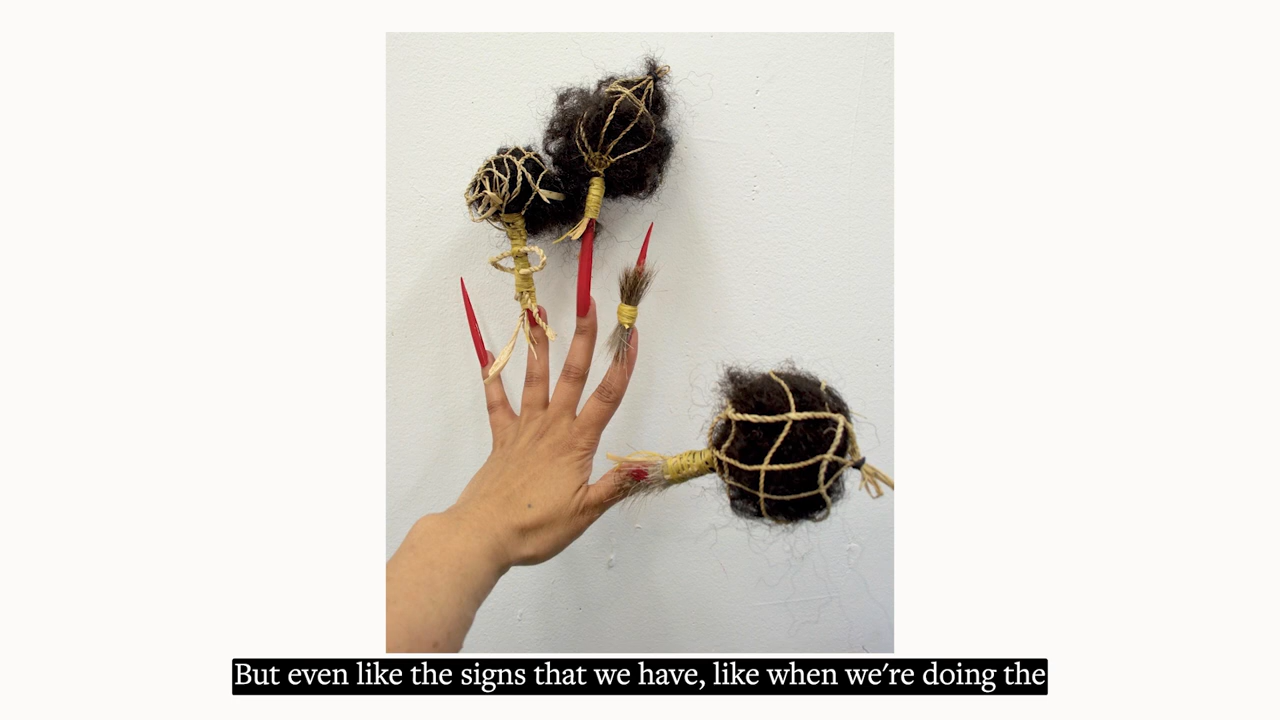 But even like the signs that we have, like when we're doing the